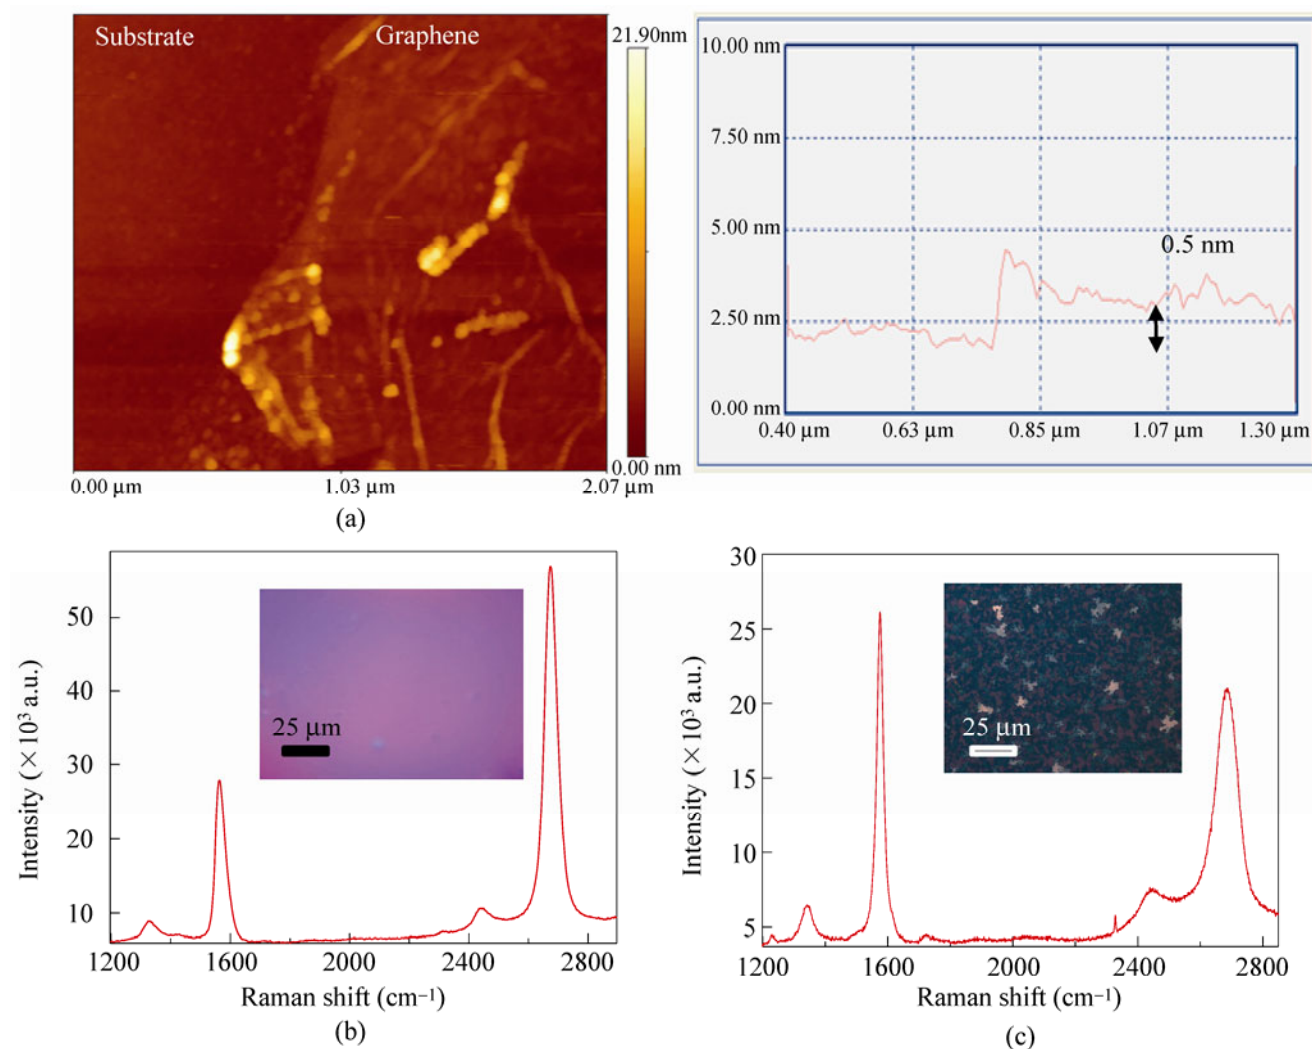 Substrate
Graphene
21.90nm
0.00 nm
0.00 µm
1.03 µm
2.07 µm
10.00 nm
7.50 nm
5.00 nm
2.50 nm
0.00 nm
0.5 nm
0.40 µm
0.63 µm
0.85 µm
1.07 µm
1.30 µm
(a)
50
40
30
20
10
Intensity (×10³ a.u.)
25 µm
1200
1600
2000
2400
2800
Raman shift (cm⁻¹)
(b)
30
25
20
15
10
5
Intensity (×10³ a.u.)
25 µm
1200
1600
2000
2400
2800
Raman shift (cm⁻¹)
(c)